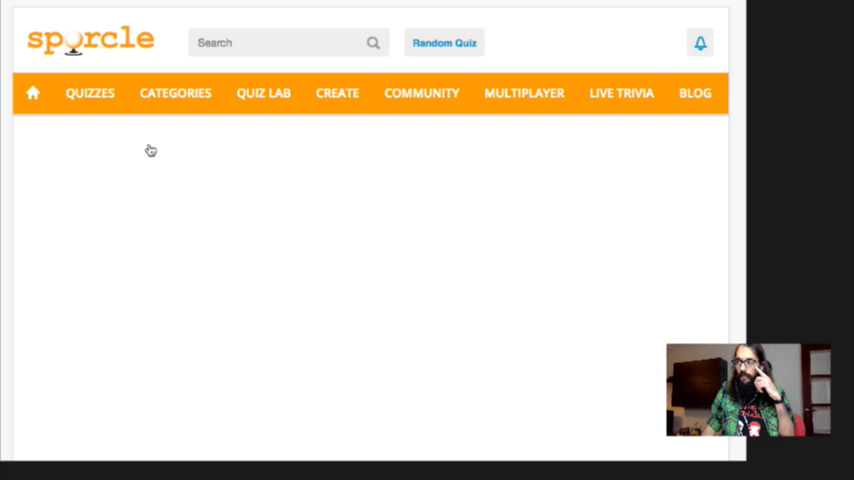 sporcle
Search
Random Quiz
QUIZZES CATEGORIES QUIZ LAB CREATE COMMUNITY MULTIPLAYER LIVE TRIVIA BLOG